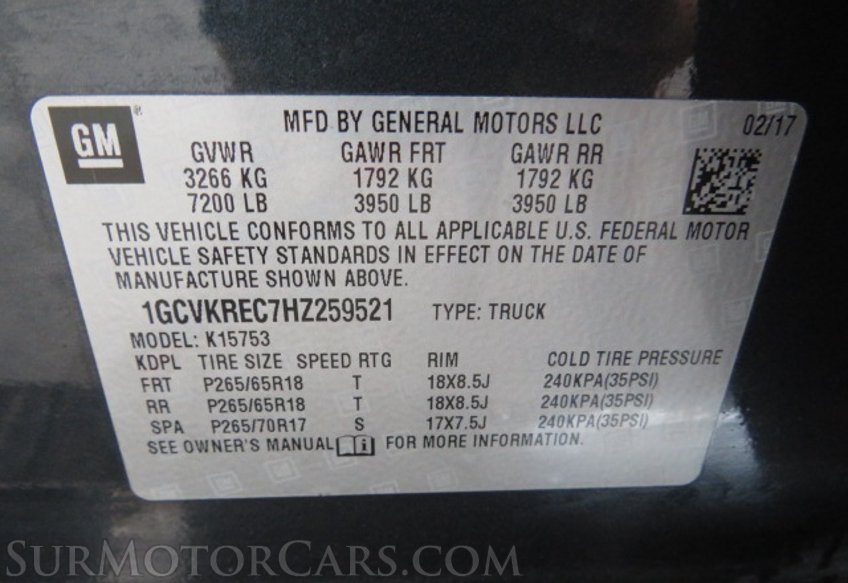 GM
MFD BY GENERAL MOTORS LLC 02/17
GVWR GAWR FRT GAWR RR
3266 KG 1792 KG 1792 KG
7200 LB 3950 LB 3950 LB
THIS VEHICLE CONFORMS TO ALL APPLICABLE U.S. FEDERAL MOTOR
VEHICLE SAFETY STANDARDS IN EFFECT ON THE DATE OF
MANUFACTURE SHOWN ABOVE.
1GCVKREC7HZ259521 TYPE: TRUCK
MODEL: K15753
KDPL TIRE SIZE SPEED RTG RIM COLD TIRE PRESSURE
FRT P265/65R18 T 18X8.5J 240KPA(35PSI)
RR P265/65R18 T 18X8.5J 240KPA(35PSI)
SPA P265/70R17 S 17X7.5J 240KPA(35PSI)
SEE OWNER'S MANUAL FOR MORE INFORMATION.
SurMotorCars.com